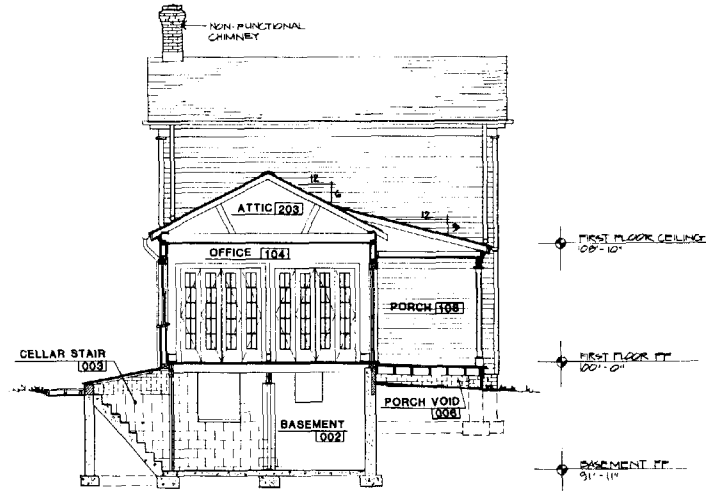 NON-FUNCTIONAL
CHIMNEY
12
6
ATTIC 203
12
FIRST FLOOR CEILING
108'-10"
OFFICE 104
PORCH 108
CELLAR STAIR
003
FIRST FLOOR FF
100'-0"
PORCH VOID
006
BASEMENT
002
BASEMENT FF
91'-11"